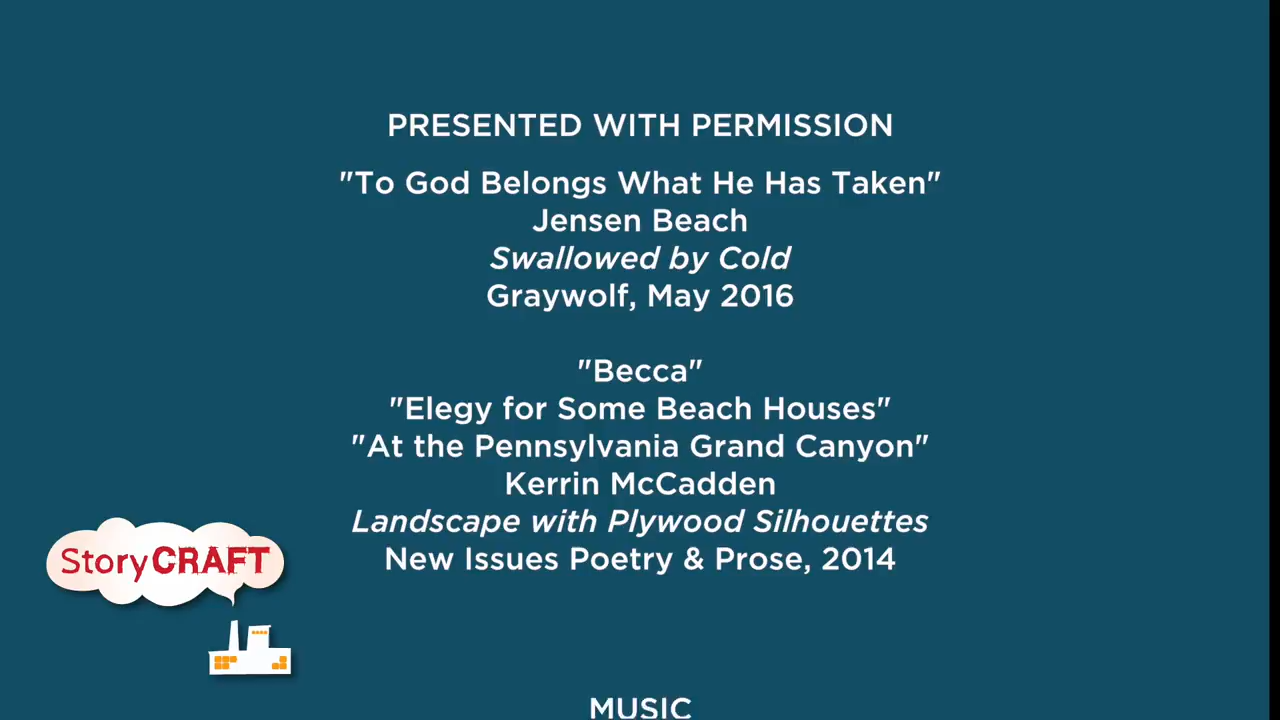 PRESENTED WITH PERMISSION
"To God Belongs What He Has Taken"
Jensen Beach
Swallowed by Cold
Graywolf, May 2016
"Becca"
"Elegy for Some Beach Houses"
"At the Pennsylvania Grand Canyon"
Kerrin McCadden
Landscape with Plywood Silhouettes
New Issues Poetry & Prose, 2014
StoryCRAFT
MUSIC